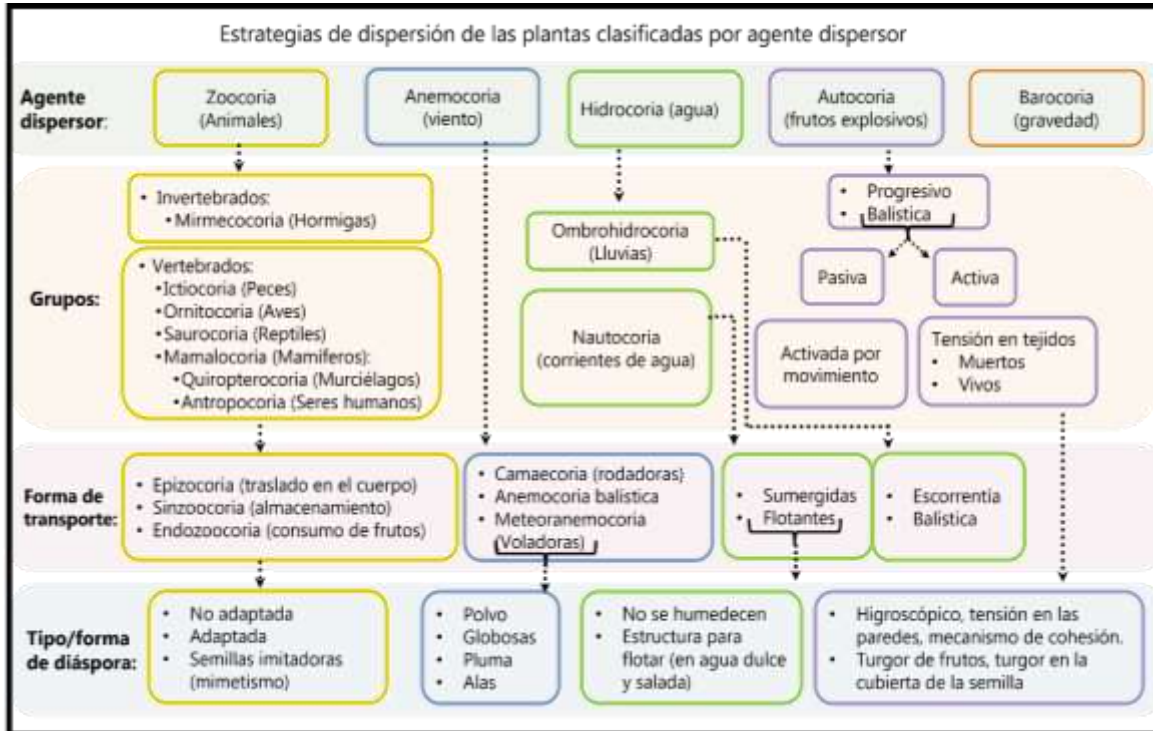 Estrategias de dispersión de las plantas clasificadas por agente dispersor
Agente
dispersor:
Zoocoria
(Animales)
Anemocoria
(viento)
Hidrocoria (agua)
Autocoria
(frutos explosivos)
Barocoria
(gravedad)
Grupos:
• Invertebrados:
•Mirmecocoria (Hormigas)
• Vertebrados:
•Ictiocoria (Peces)
•Ornitocoria (Aves)
•Saurocoria (Reptiles)
•Mamalocoria (Mamíferos):
•Quiropterocoria (Murciélagos)
•Antropocoria (Seres humanos)
Ombrohidrocoria
(Lluvias)
Nautocoria
(corrientes de agua)
• Progresivo
• Balística
Pasiva
Activa
Activada por
movimiento
Tensión en tejidos
• Muertos
• Vivos
Forma de
transporte:
• Epizocoria (traslado en el cuerpo)
• Sinzoocoria (almacenamiento)
• Endozoocoria (consumo de frutos)
• Camaecoria (rodadoras)
• Anemocoria balística
• Meteoranemocoria
(Voladoras)
• Sumergidas
• Flotantes
• Escorrentía
• Balística
Tipo/forma
de diáspora:
• No adaptada
• Adaptada
• Semillas imitadoras
(mimetismo)
• Polvo
• Globosas
• Pluma
• Alas
• No se humedecen
• Estructura para
flotar (en agua dulce
y salada)
• Higroscópico, tensión en las
paredes, mecanismo de cohesión.
• Turgor de frutos, turgor en la
cubierta de la semilla